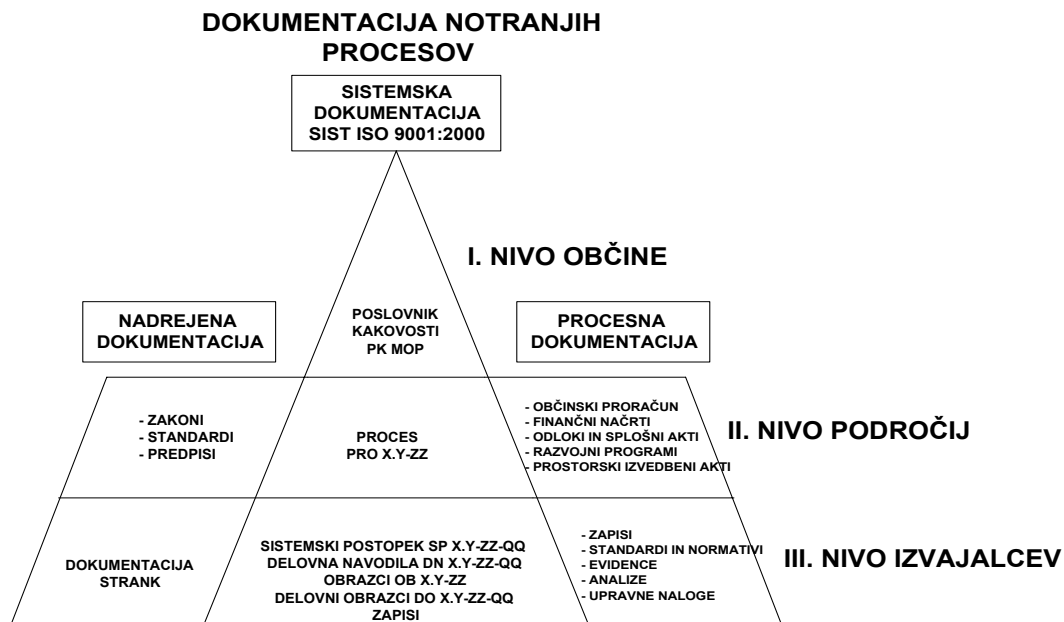 DOKUMENTACIJA NOTRANJIH
PROCESOV
SISTEMSKA
DOKUMENTACIJA
SIST ISO 9001:2000
I. NIVO OBČINE
NADREJENA
DOKUMENTACIJA
POSLOVNIK
KAKOVOSTI
PK MOP
PROCESNA
DOKUMENTACIJA
- ZAKONI
- STANDARDI
- PREDPISI
PROCES
PRO X.Y-ZZ
- OBČINSKI PRORAČUN
- FINANČNI NAČRTI
- ODLOKI IN SPLOŠNI AKTI
- RAZVOJNI PROGRAMI
- PROSTORSKI IZVEDBENI AKTI
II. NIVO PODROČIJ
DOKUMENTACIJA
STRANK
SISTEMSKI POSTOPEK SP X.Y-ZZ-QQ
DELOVNA NAVODILA DN X.Y-ZZ-QQ
OBRAZCI OB X.Y-ZZ
DELOVNI OBRAZCI DO X.Y-ZZ-QQ
ZAPISI
- ZAPISI
- STANDARDI IN NORMATIVI
- EVIDENCE
- ANALIZE
- UPRAVNE NALOGE
III. NIVO IZVAJALCEV